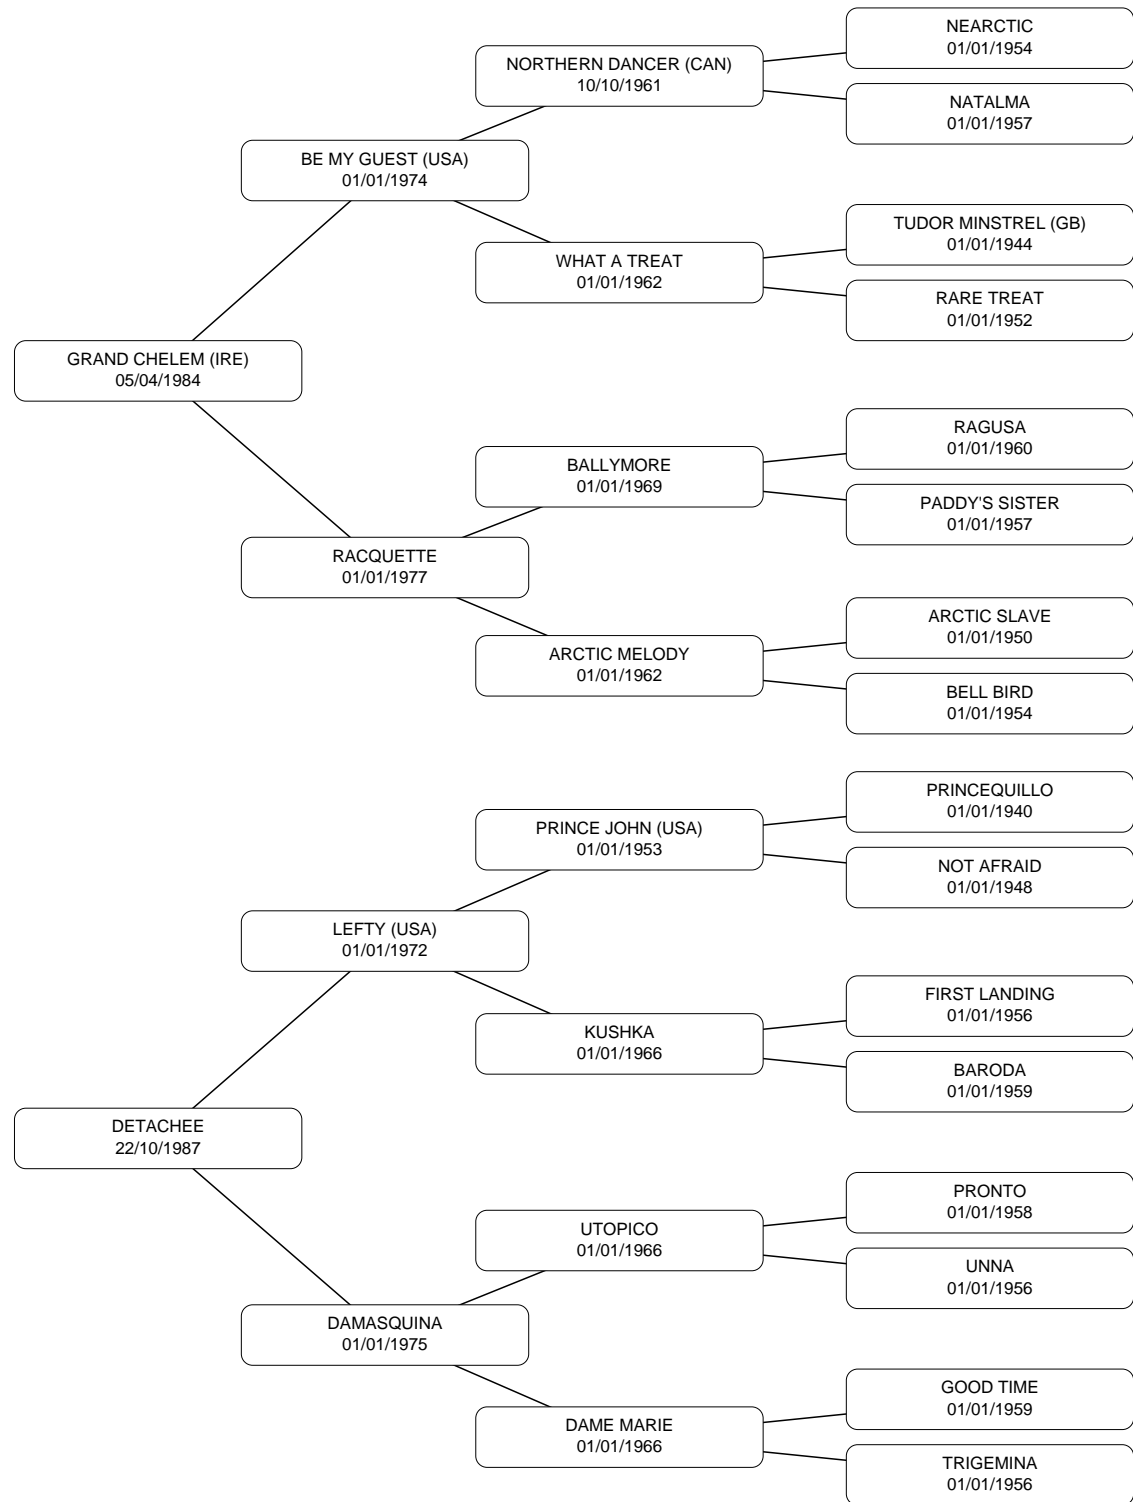 NEARCTIC
01/01/1954
NORTHERN DANCER (CAN)
10/10/1961
NATALMA
01/01/1957
BE MY GUEST (USA)
01/01/1974
TUDOR MINSTREL (GB)
01/01/1944
WHAT A TREAT
01/01/1962
RARE TREAT
01/01/1952
GRAND CHELEM (IRE)
05/04/1984
RAGUSA
01/01/1960
BALLYMORE
01/01/1969
PADDY'S SISTER
01/01/1957
RACQUETTE
01/01/1977
ARCTIC SLAVE
01/01/1950
ARCTIC MELODY
01/01/1962
BELL BIRD
01/01/1954
PRINCEQUILLO
01/01/1940
PRINCE JOHN (USA)
01/01/1953
NOT AFRAID
01/01/1948
LEFTY (USA)
01/01/1972
FIRST LANDING
01/01/1956
KUSHKA
01/01/1966
BARODA
01/01/1959
DETACHEE
22/10/1987
PRONTO
01/01/1958
UTOPICO
01/01/1966
UNNA
01/01/1956
DAMASQUINA
01/01/1975
GOOD TIME
01/01/1959
DAME MARIE
01/01/1966
TRIGEMINA
01/01/1956